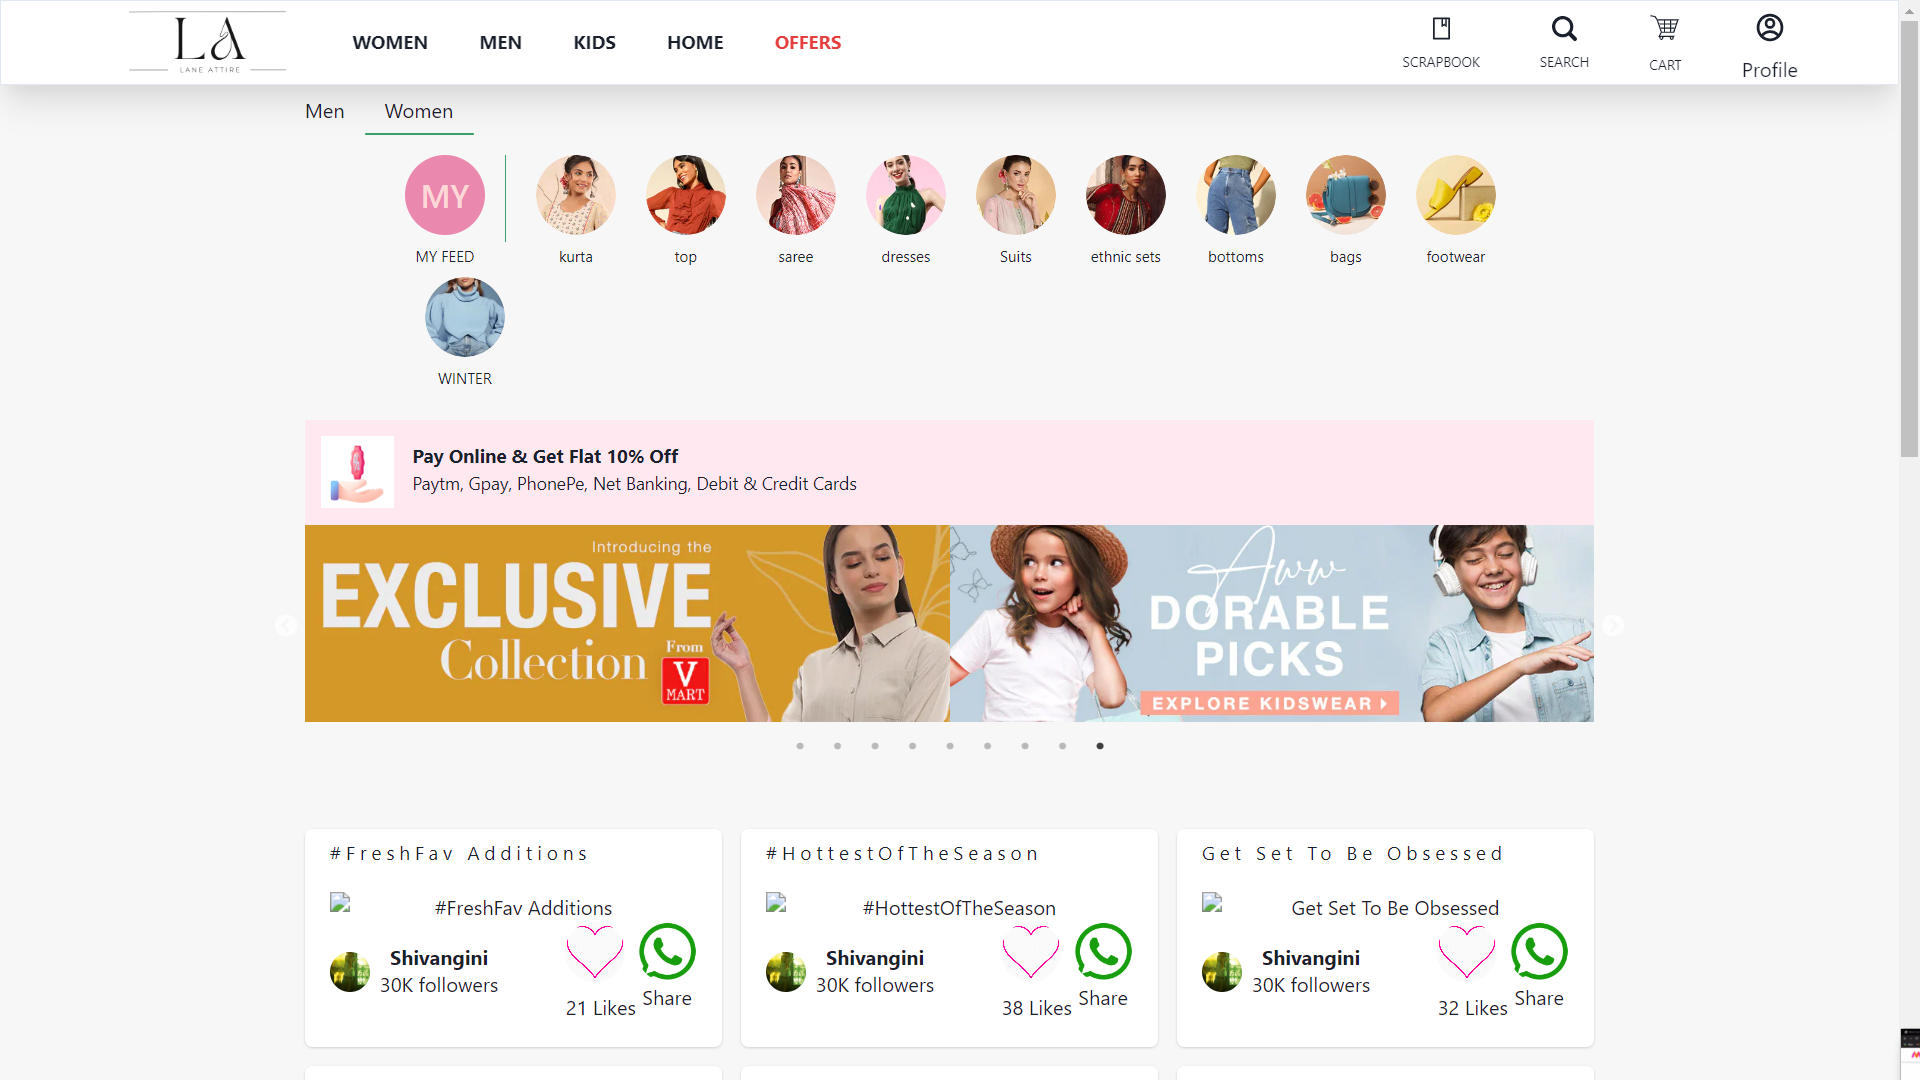 LA
LANE ATTIRE
WOMEN
MEN
KIDS
HOME
OFFERS
SCRAPBOOK
SEARCH
CART
Profile
Men
Women
MY
MY FEED
kurta
top
saree
dresses
Suits
ethnic sets
bottoms
bags
footwear
WINTER
Pay Online & Get Flat 10% Off
Paytm, Gpay, PhonePe, Net Banking, Debit & Credit Cards
Introducing the
EXCLUSIVE
Collection
From
V
MART
Aww
DORABLE
PICKS
EXPLORE KIDSWEAR
#FreshFav Additions
#FreshFav Additions
Shivangini
30K followers
21 Likes
Share
#HottestOfTheSeason
#HottestOfTheSeason
Shivangini
30K followers
38 Likes
Share
Get Set To Be Obsessed
Get Set To Be Obsessed
Shivangini
30K followers
32 Likes
Share